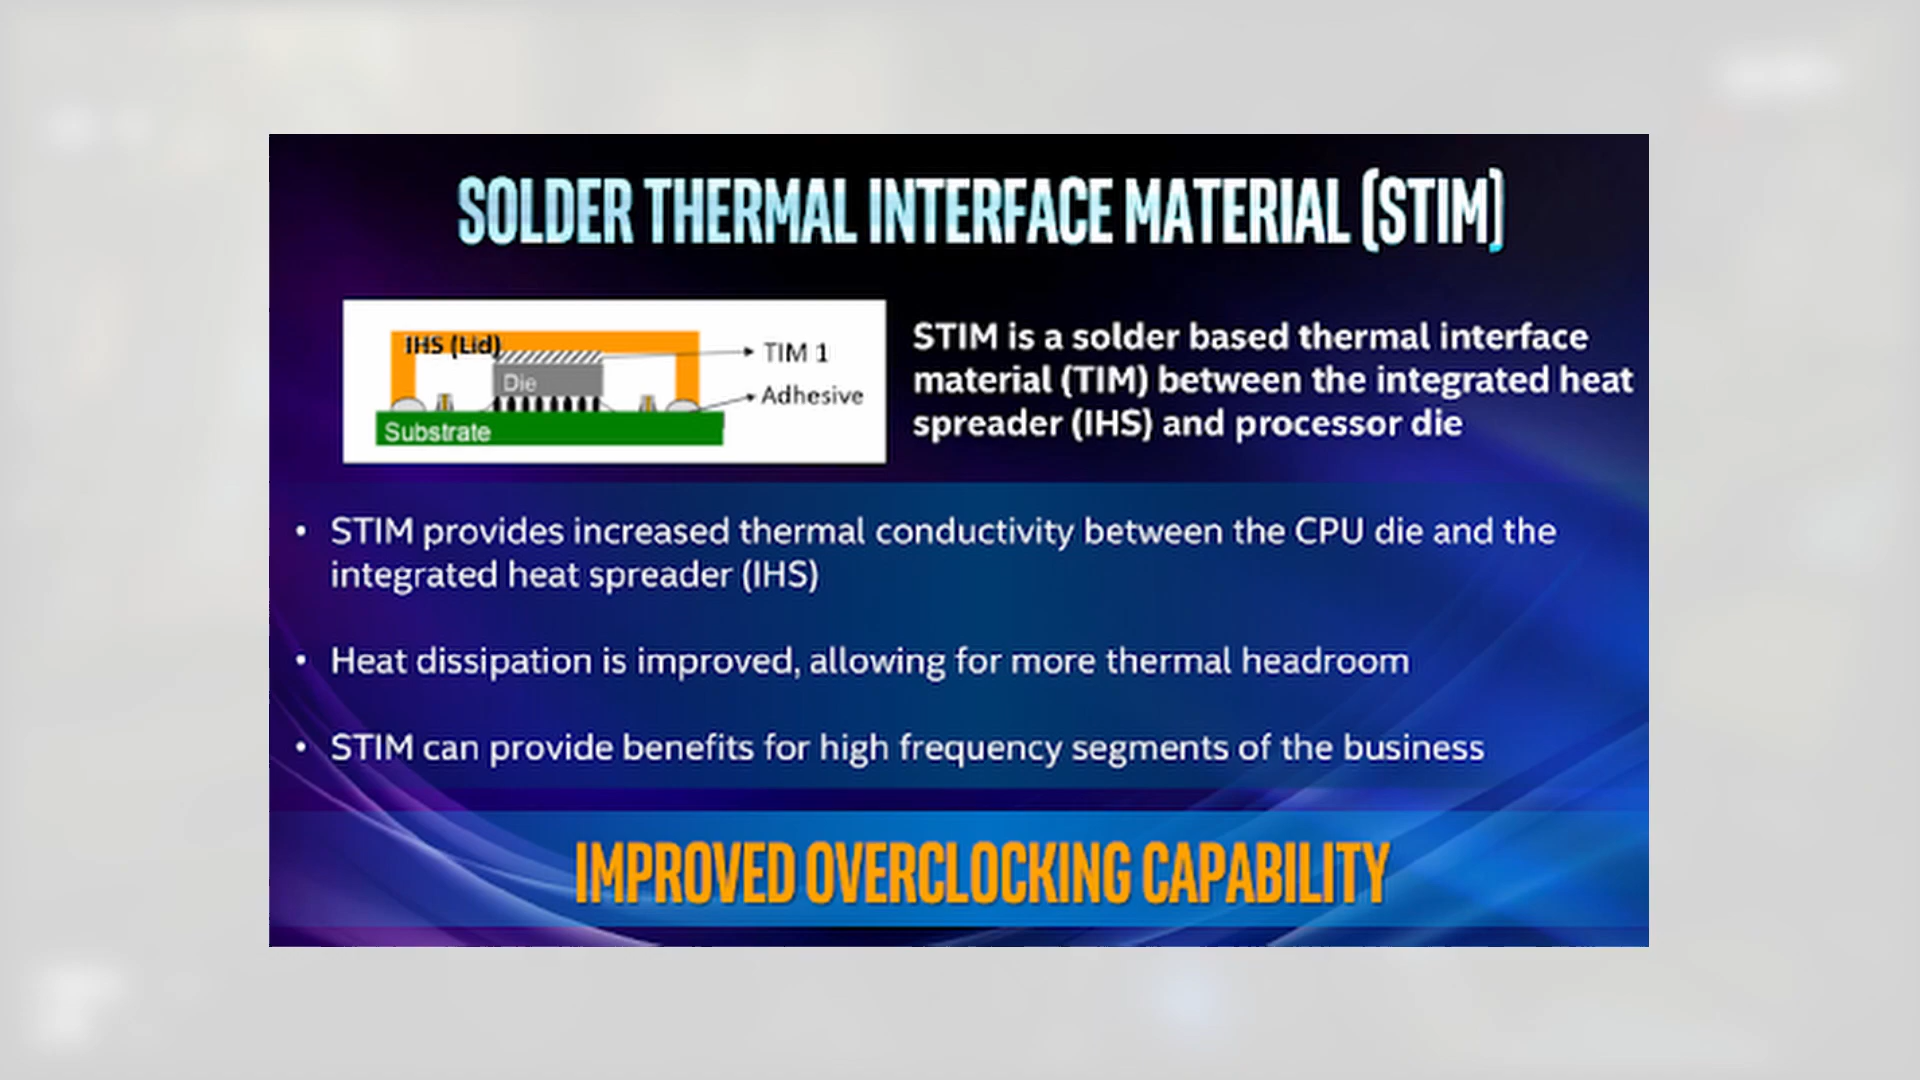 SOLDER THERMAL INTERFACE MATERIAL (STIM)
IHS (Lid)
TIM 1
Die
Adhesive
Substrate
STIM is a solder based thermal interface
material (TIM) between the integrated heat
spreader (IHS) and processor die
• STIM provides increased thermal conductivity between the CPU die and the
integrated heat spreader (IHS)
• Heat dissipation is improved, allowing for more thermal headroom
• STIM can provide benefits for high frequency segments of the business
IMPROVED OVERCLOCKING CAPABILITY